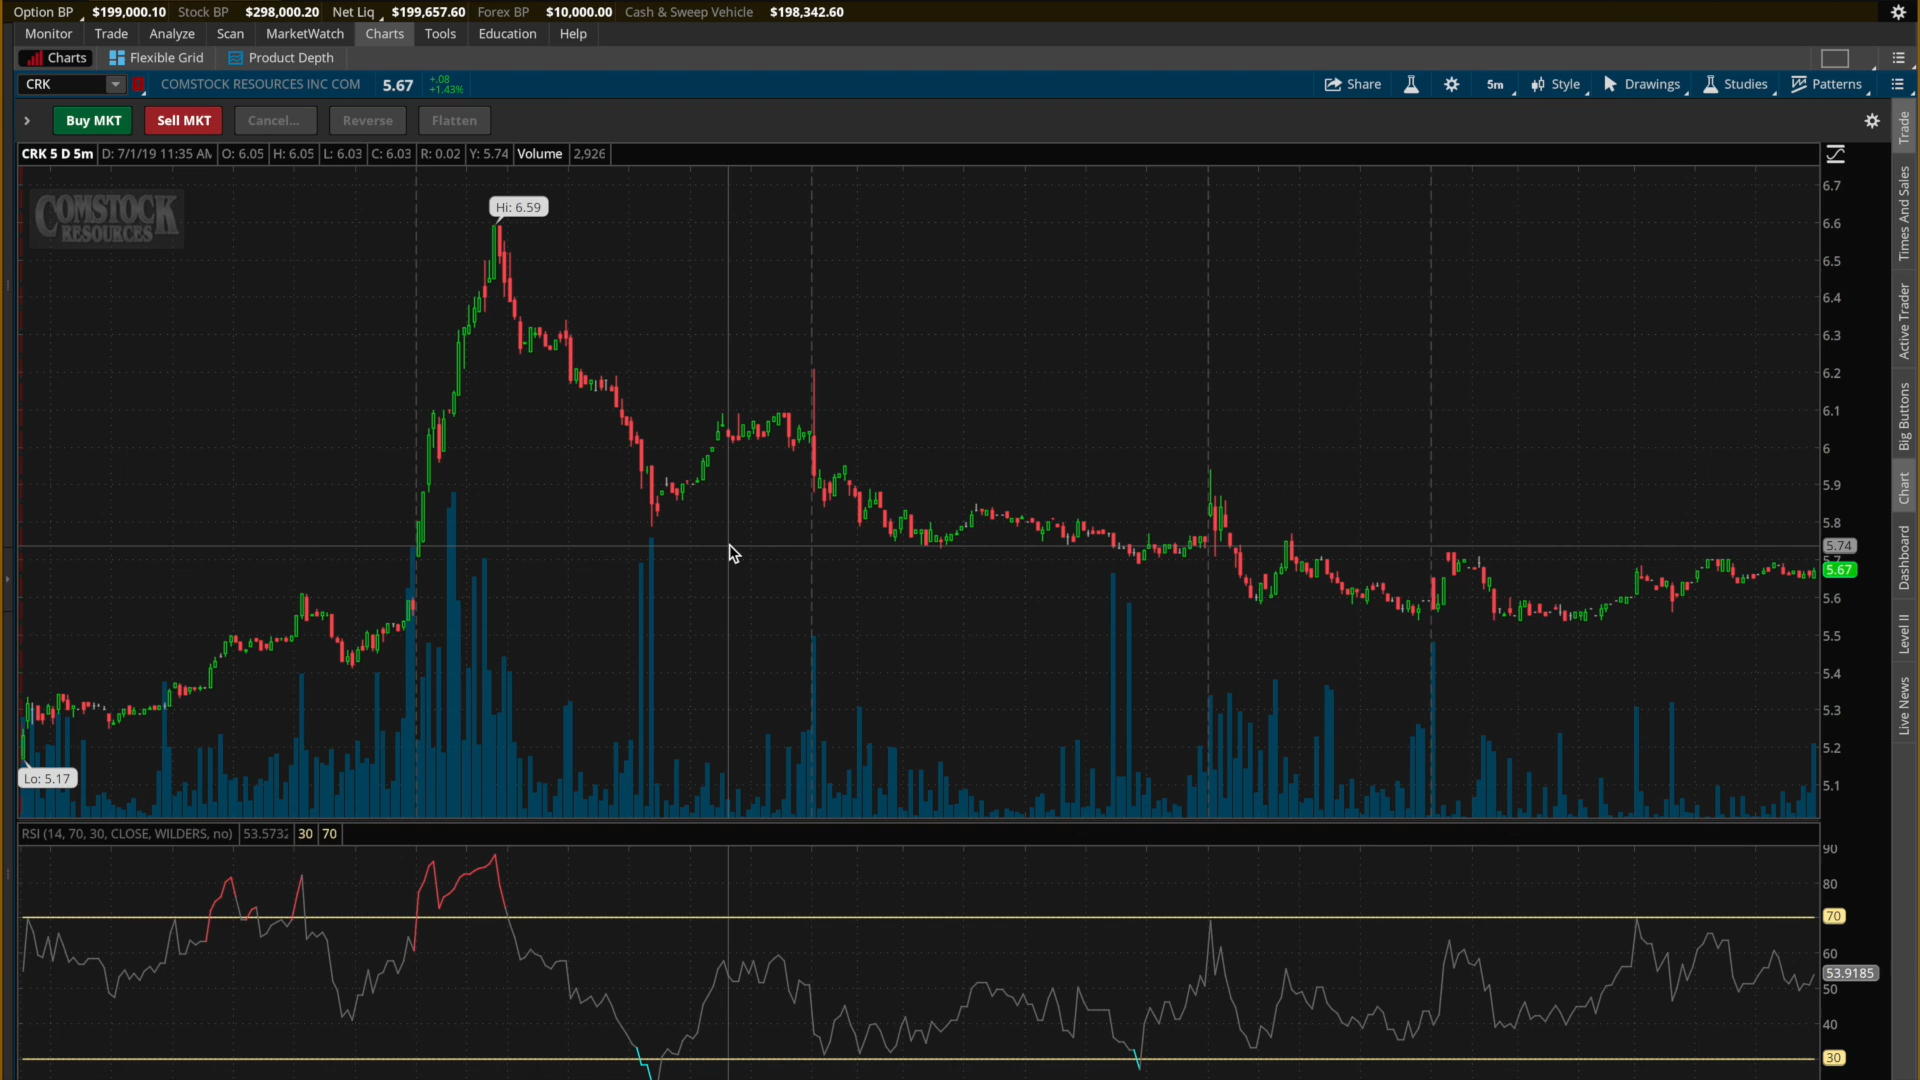 Option BP $199,000.10 Stock BP $298,000.20 Net Liq $199,657.60 Forex BP $10,000.00 Cash & Sweep Vehicle $198,342.60
Monitor Trade Analyze Scan MarketWatch Charts Tools Education Help
Charts Flexible Grid Product Depth
CRK COMSTOCK RESOURCES INC COM 5.67 +.08 +1.43% Share 5m Style Drawings Studies Patterns
Buy MKT Sell MKT Cancel... Reverse Flatten
CRK 5 D 5m D: 7/1/19 11:35 AM O: 6.05 H: 6.05 L: 6.03 C: 6.03 R: 0.02 Y: 5.74 Volume 2,926
COMSTOCK
RESOURCES
Hi: 6.59
Lo: 5.17
6.7
6.6
6.5
6.4
6.3
6.2
6.1
6
5.9
5.8
5.74
5.7
5.67
5.6
5.5
5.4
5.3
5.2
5.1
RSI (14, 70, 30, CLOSE, WILDERS, no) 53.5732 30 70
90
80
70
60
53.9185
50
40
30
Trade
Times And Sales
Active Trader
Big Buttons
Chart
Dashboard
Level II
Live News